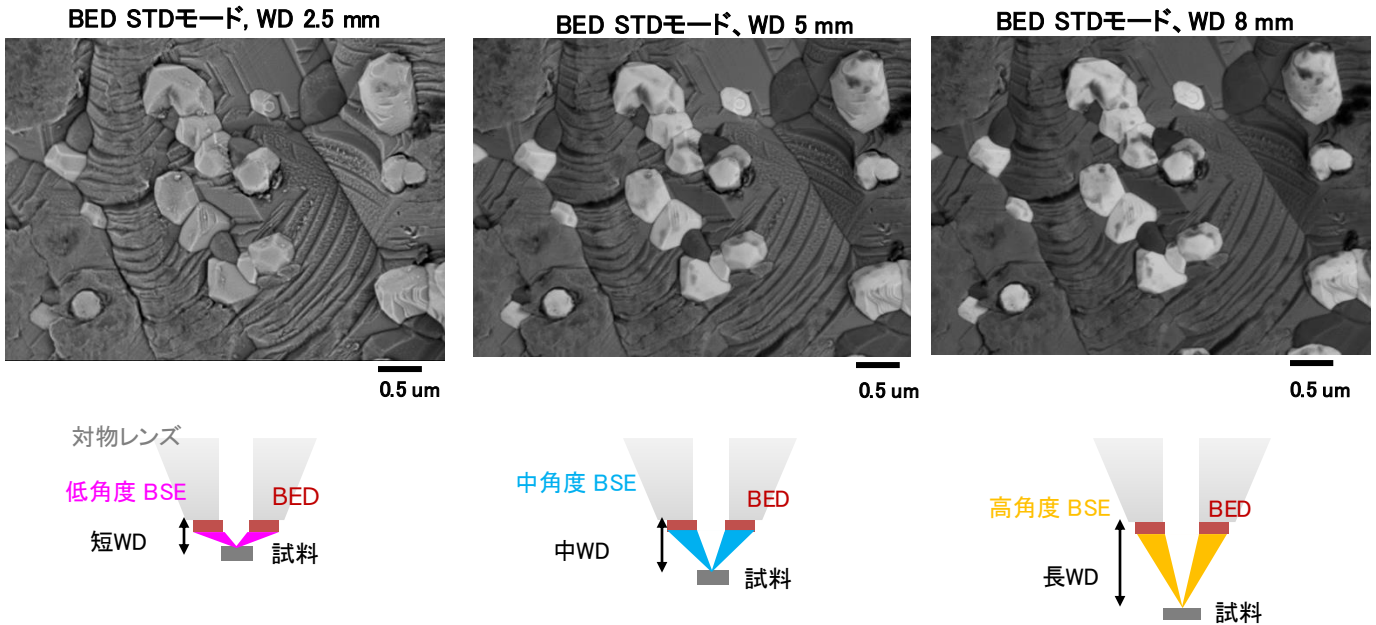 BED STDモード, WD 2.5 mm
BED STDモード、WD 5 mm
BED STDモード、WD 8 mm
0.5 um
0.5 um
0.5 um
対物レンズ
低角度 BSE
BED
短WD
試料
中角度 BSE
BED
中WD
試料
高角度 BSE
BED
長WD
試料